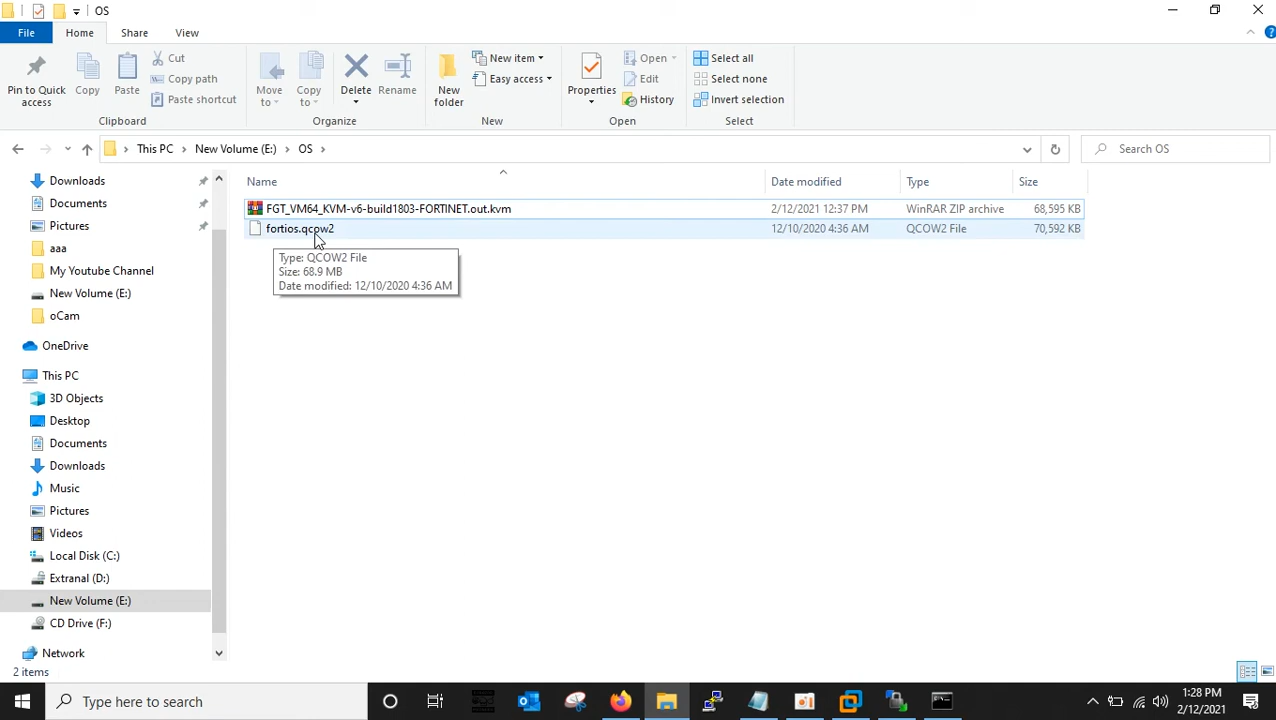 OS
File Home Share View
Pin to Quick access
Copy
Paste
Cut
Copy path
Paste shortcut
Clipboard
Move to
Copy to
Delete
Rename
Organize
New folder
New item
Easy access
New
Properties
Open
Edit
History
Open
Select all
Select none
Invert selection
Select
This PC New Volume (E:) OS
Search OS
Name Date modified Type Size
FGT_VM64_KVM-v6-build1803-FORTINET.out.kvm 2/12/2021 12:37 PM WinRAR ZIP archive 68,595 KB
fortios.qcow2 12/10/2020 4:36 AM QCOW2 File 70,592 KB
Type: QCOW2 File
Size: 68.9 MB
Date modified: 12/10/2020 4:36 AM
Downloads
Documents
Pictures
aaa
My Youtube Channel
New Volume (E:)
oCam
OneDrive
This PC
3D Objects
Desktop
Documents
Downloads
Music
Pictures
Videos
Local Disk (C:)
Extranal (D:)
New Volume (E:)
CD Drive (F:)
Network
2 items
Type here to search
1:28 PM
2/12/2021